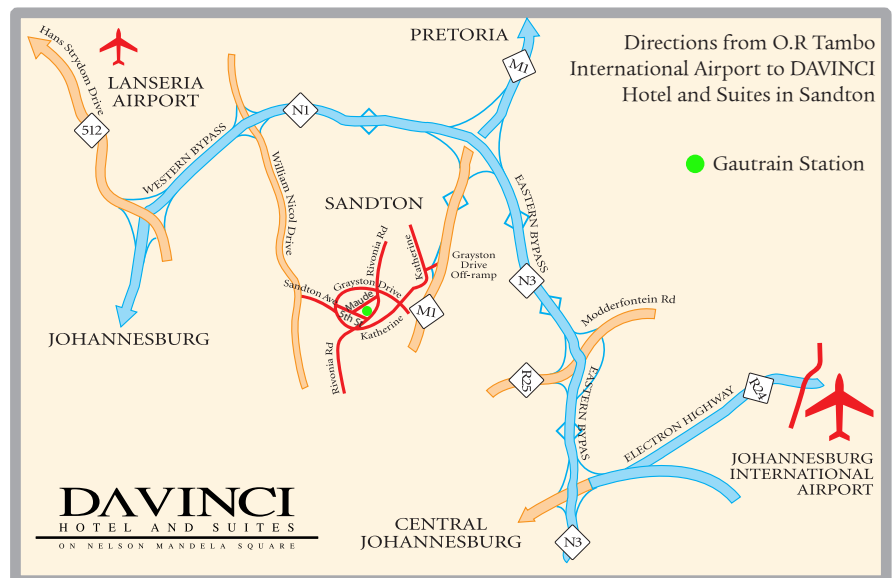 PRETORIA
Directions from O.R Tambo
International Airport to DAVINCI
Hotel and Suites in Sandton
Gautrain Station
Hans Strydom Drive
LANSERIA
AIRPORT
512
N1
M1
WESTERN BYPASS
William Nicol Drive
SANDTON
EASTERN BYPASS
Rivonia Rd
Katherine
Grayston
Drive
Off-ramp
N3
Sandton Ave
Grayston Drive
Maude
5th St
Katherine
M1
Modderfontein Rd
JOHANNESBURG
Rivonia Rd
R25
EASTERN BYPAS
R24
ELECTRON HIGHWAY
JOHANNESBURG
INTERNATIONAL
AIRPORT
DAVINCI
HOTEL AND SUITES
ON NELSON MANDELA SQUARE
CENTRAL
JOHANNESBURG
N3